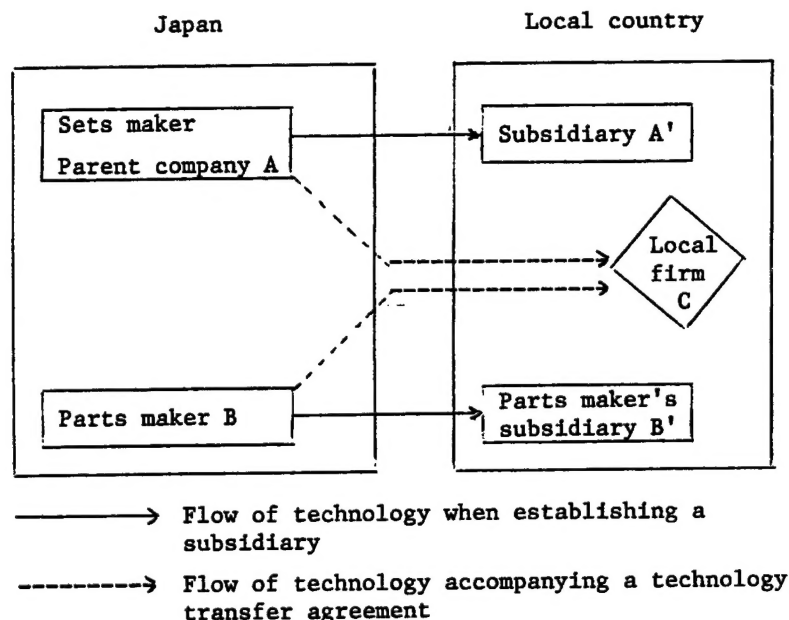 Japan
Local country
Sets maker
Parent company A
Subsidiary A'
Local
firm
C
Parts maker B
Parts maker's
subsidiary B'
Flow of technology when establishing a
subsidiary
Flow of technology accompanying a technology
transfer agreement